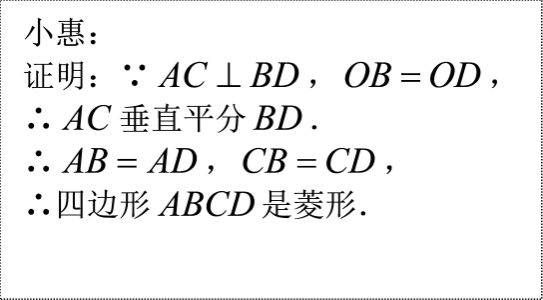 小惠：
证明：∵ AC⊥BD，OB=OD，
∴ AC 垂直平分 BD．
∴ AB=AD，CB=CD，
∴四边形 ABCD 是菱形．